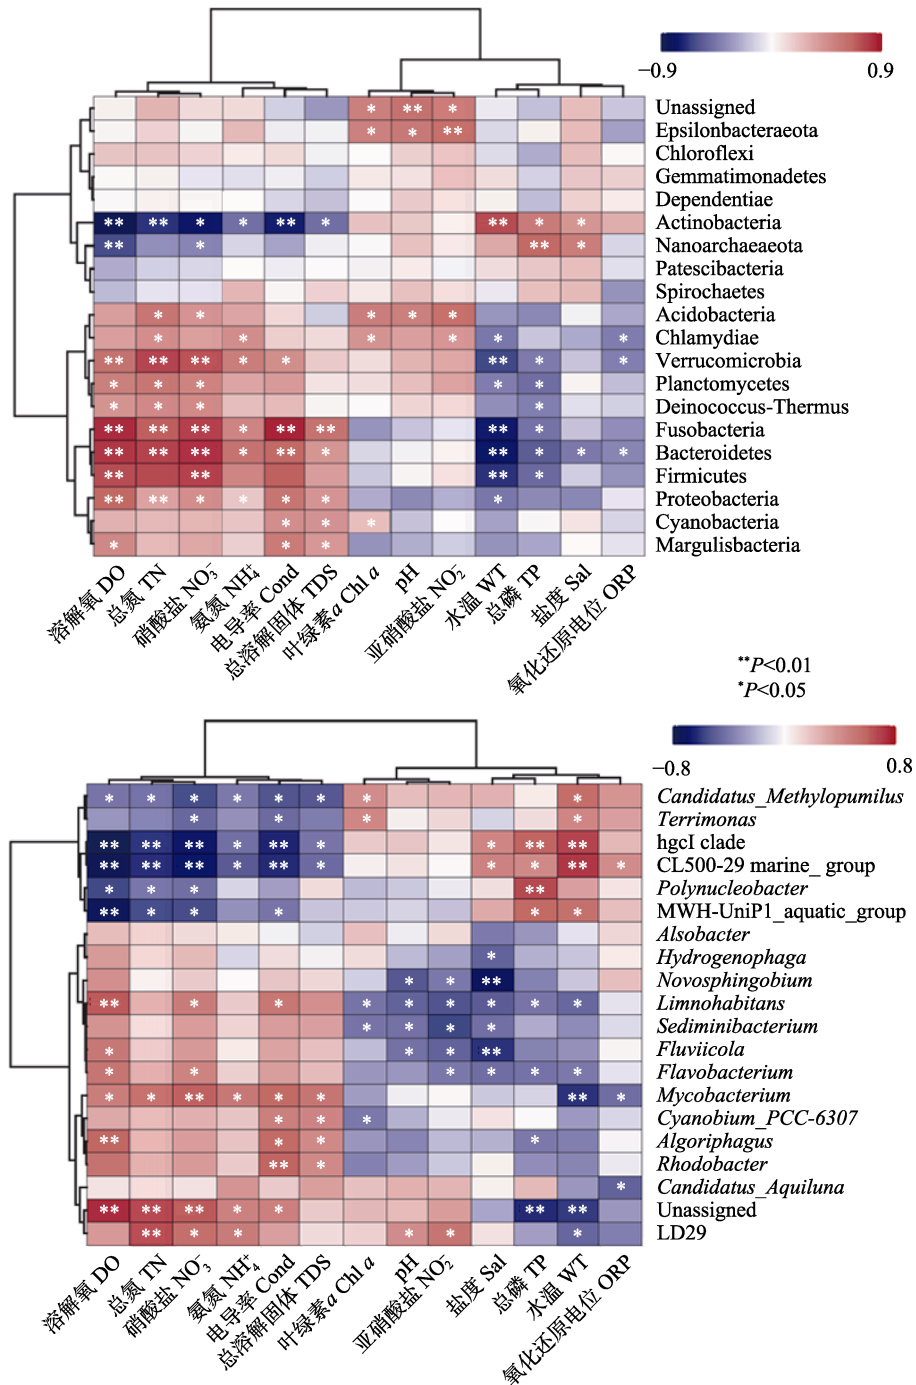 −0.9 0.9
Unassigned
** ** * Epsilonbacteraeota
Chloroflexi
Gemmatimonadetes
Dependentiae
Actinobacteria
Nanoarchaeaeota
Patescibacteria
Spirochaetes
Acidobacteria
Chlamydiae
Verrucomicrobia
Planctomycetes
Deinococcus-Thermus
Fusobacteria
Bacteroidetes
Firmicutes
Proteobacteria
Cyanobacteria
Margulisbacteria
溶解氧 DO
总氮 TN
硝酸盐 NO₃⁻
氨氮 NH₄⁺
电导率 Cond
总溶解固体 TDS
叶绿素a Chl a
pH
亚硝酸盐 NO₂⁻
水温 WT
总磷 TP
盐度 Sal
氧化还原电位 ORP
**P<0.01
*P<0.05
−0.8 0.8
Candidatus_Methylopumilus
Terrimonas
hgcI clade
CL500-29 marine_ group
Polynucleobacter
MWH-UniP1_aquatic_group
Alsobacter
Hydrogenophaga
Novosphingobium
Limnohabitans
Sediminibacterium
Fluviicola
Flavobacterium
Mycobacterium
Cyanobium_PCC-6307
Algoriphagus
Rhodobacter
Candidatus_Aquiluna
Unassigned
LD29
溶解氧 DO
总氮 TN
硝酸盐 NO₃⁻
氨氮 NH₄⁺
电导率 Cond
总溶解固体 TDS
叶绿素a Chl a
pH
亚硝酸盐 NO₂⁻
盐度 Sal
总磷 TP
水温 WT
氧化还原电位 ORP